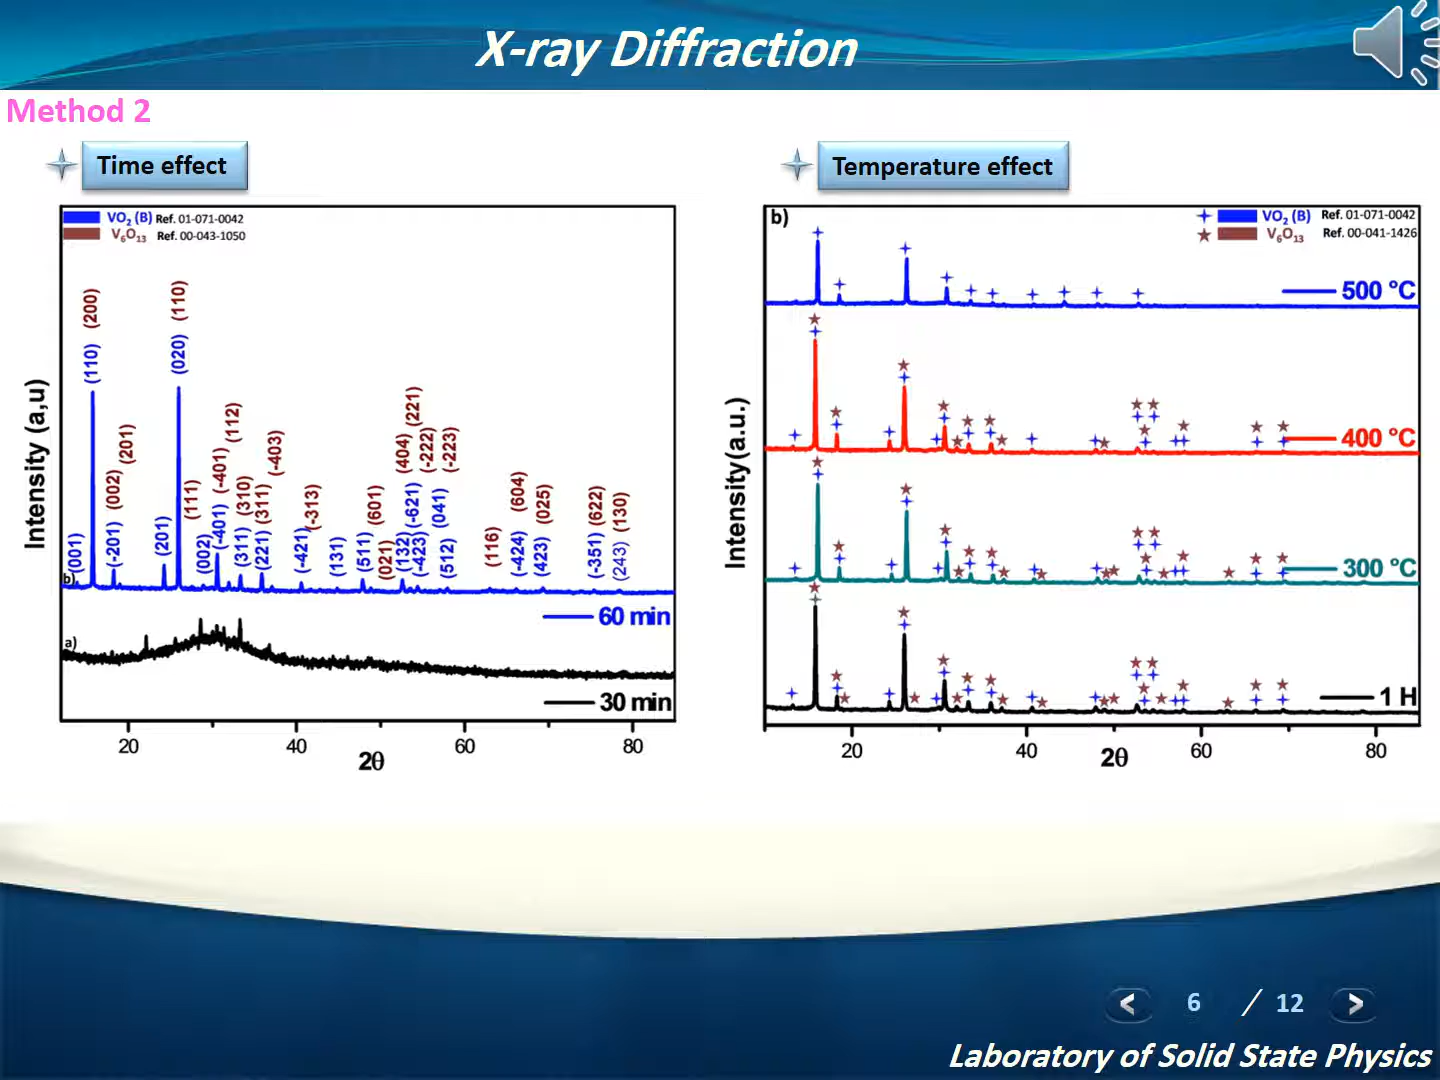 X-ray Diffraction
Method 2
Time effect
VO2 (B) Ref. 01-071-0042
V6O13 Ref. 00-043-1050
Intensity (a,u)
(001)
(110) (200)
(-201) (002)
(201)
(201)
(020) (110)
(111)
(002)
(-401) (-401)
(112)
(311) (310)
(221) (311)
(-403)
(-421)
(-313)
(131)
(511) (601)
(021)
(132) (404)
(-621) (221)
(-423) (-222)
(041) (-223)
(512)
(116)
(-424) (604)
(423) (025)
(-351) (622)
(243) (130)
b)
60 min
a)
30 min
20 40 60 80
2θ
Temperature effect
b)
VO2 (B) Ref. 01-071-0042
V6O13 Ref. 00-041-1426
Intensity(a.u.)
500 °C
400 °C
300 °C
1 H
20 40 60 80
2θ
6 / 12
Laboratory of Solid State Physics